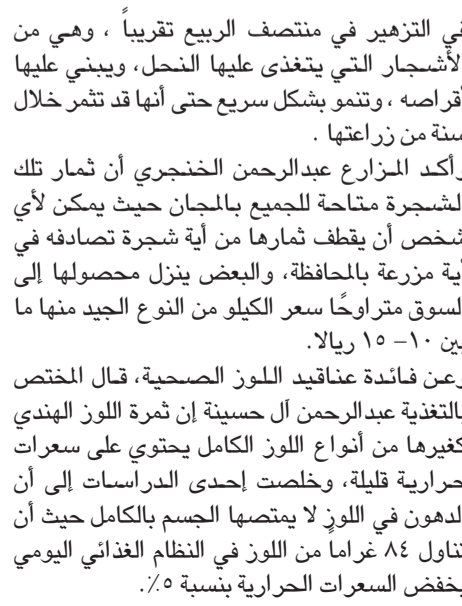 في التزهير في منتصف الربيع تقريباً ، وهي من
الأشجار التي يتغذى عليها النحل، ويبني عليها
أقراصه ، وتنمو بشكل سريع حتى أنها قد تثمر خلال
سنة من زراعتها .
وأكد المزارع عبدالرحمن الخنجري أن ثمار تلك
الشجرة متاحة للجميع بالمجان حيث يمكن لأي
شخص أن يقطف ثمارها من أية شجرة تصادفه في
أية مزرعة بالمحافظة، والبعض ينزل محصولها إلى
السوق متراوحًا سعر الكيلو من النوع الجيد منها ما
بين ١٠– ١٥ ريالا.
وعن فائدة عناقيد اللوز الصحية، قال المختص
بالتغذية عبدالرحمن آل حسينة إن ثمرة اللوز الهندي
كغيرها من أنواع اللوز الكامل يحتوي على سعرات
حرارية قليلة، وخلصت إحدى الدراسات إلى أن
الدهون في اللوز لا يمتصها الجسم بالكامل حيث أن
تناول ٨٤ غراماً من اللوز في النظام الغذائي اليومي
يخفض السعرات الحرارية بنسبة ٥٪.